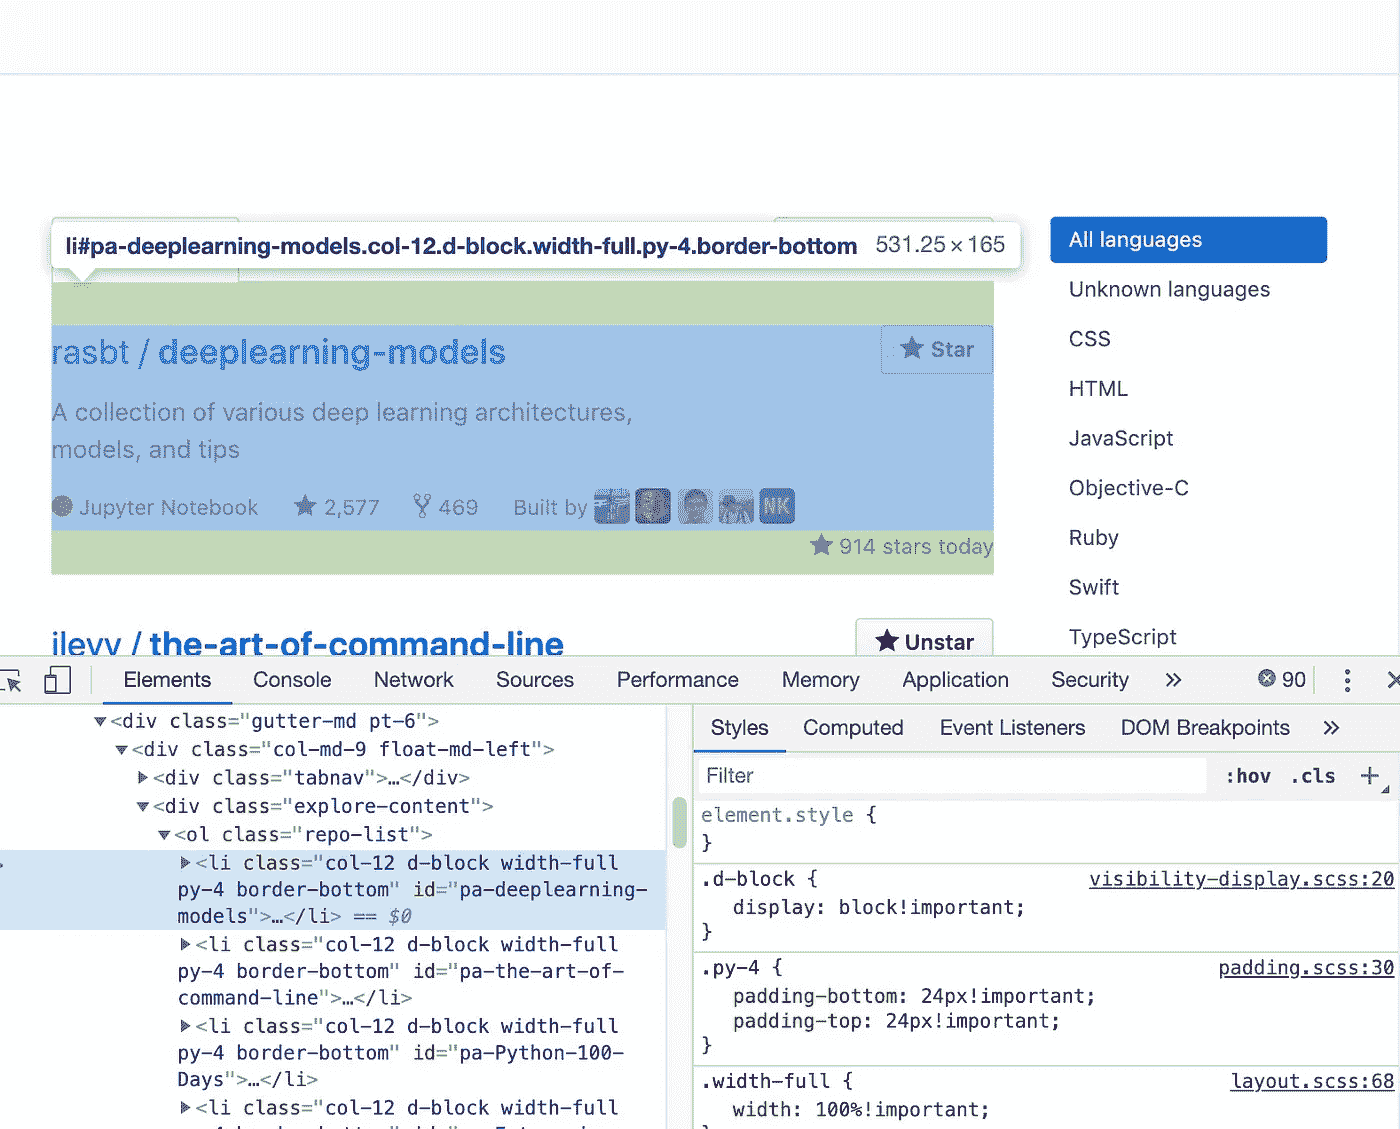 li#pa-deeplearning-models.col-12.d-block.width-full.py-4.border-bottom 531.25 × 165
rasbt / deeplearning-models
Star
A collection of various deep learning architectures,
models, and tips
Jupyter Notebook 2,577 469 Built by NK
914 stars today
jlevy / the-art-of-command-line
Unstar
All languages
Unknown languages
CSS
HTML
JavaScript
Objective-C
Ruby
Swift
TypeScript
Elements Console Network Sources Performance Memory Application Security » 90
▼<div class="gutter-md pt-6">
▼<div class="col-md-9 float-md-left">
▶<div class="tabnav">…</div>
▼<div class="explore-content">
▼<ol class="repo-list">
▶<li class="col-12 d-block width-full
py-4 border-bottom" id="pa-deeplearning-
models">…</li> == $0
▶<li class="col-12 d-block width-full
py-4 border-bottom" id="pa-the-art-of-
command-line">…</li>
▶<li class="col-12 d-block width-full
py-4 border-bottom" id="pa-Python-100-
Days">…</li>
▶<li class="col-12 d-block width-full
Styles Computed Event Listeners DOM Breakpoints »
Filter :hov .cls +
element.style {
}
.d-block { visibility-display.scss:20
display: block!important;
}
.py-4 { padding.scss:30
padding-bottom: 24px!important;
padding-top: 24px!important;
}
.width-full { layout.scss:68
width: 100%!important;